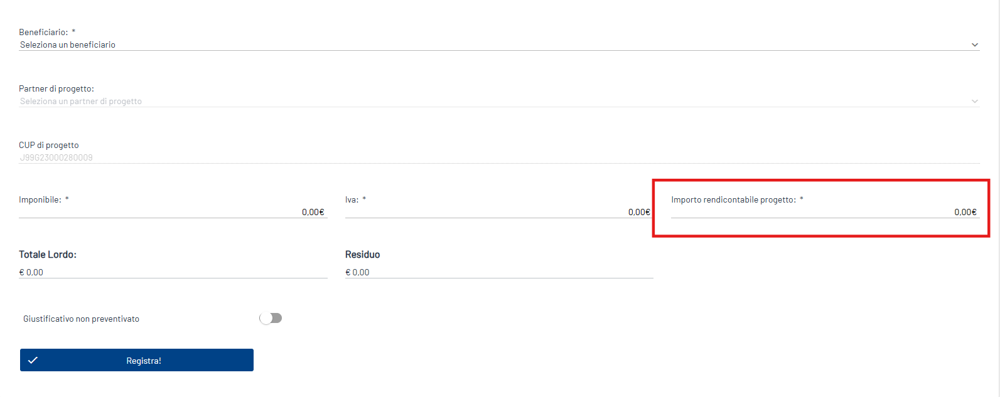 Beneficiario: *
Seleziona un beneficiario
Partner di progetto:
Seleziona un partner di progetto
CUP di progetto
J99G23000280009
Imponibile: *
0,00€
Iva: *
0,00€
Importo rendicontabile progetto: *
0,00€
Totale Lordo:
€ 0,00
Residuo
€ 0,00
Giustificativo non preventivato
Registra!